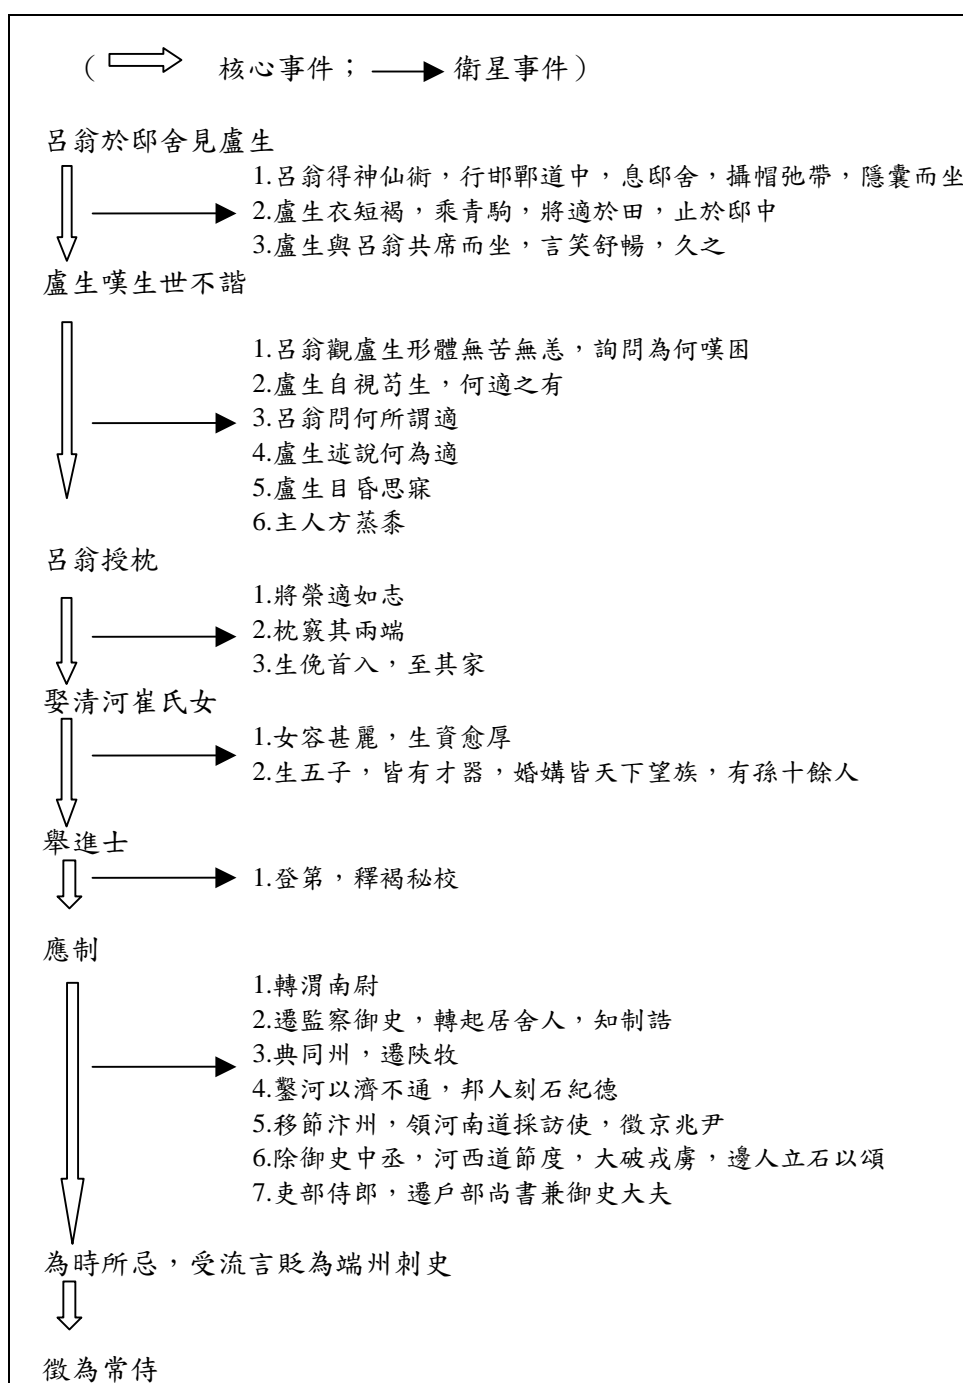 ( 核心事件； 衛星事件)
呂翁於邸舍見盧生
1.呂翁得神仙術，行邯鄲道中，息邸舍，攝帽弛帶，隱囊而坐
2.盧生衣短褐，乘青駒，將適於田，止於邸中
3.盧生與呂翁共席而坐，言笑舒暢，久之
盧生嘆生世不諧
1.呂翁觀盧生形體無苦無恙，詢問為何嘆困
2.盧生自視苟生，何適之有
3.呂翁問何所謂適
4.盧生述說何為適
5.盧生目昏思寐
6.主人方蒸黍
呂翁授枕
1.將榮適如志
2.枕竅其兩端
3.生俛首入，至其家
娶清河崔氏女
1.女容甚麗，生資愈厚
2.生五子，皆有才器，婚媾皆天下望族，有孫十餘人
舉進士
1.登第，釋褐秘校
應制
1.轉渭南尉
2.遷監察御史，轉起居舍人，知制誥
3.典同州，遷陝牧
4.鑿河以濟不通，邦人刻石紀德
5.移節汴州，領河南道採訪使，徵京兆尹
6.除御史中丞，河西道節度，大破戎虜，邊人立石以頌
7.吏部侍郎，遷戶部尚書兼御史大夫
為時所忌，受流言貶為端州刺史
徵為常侍